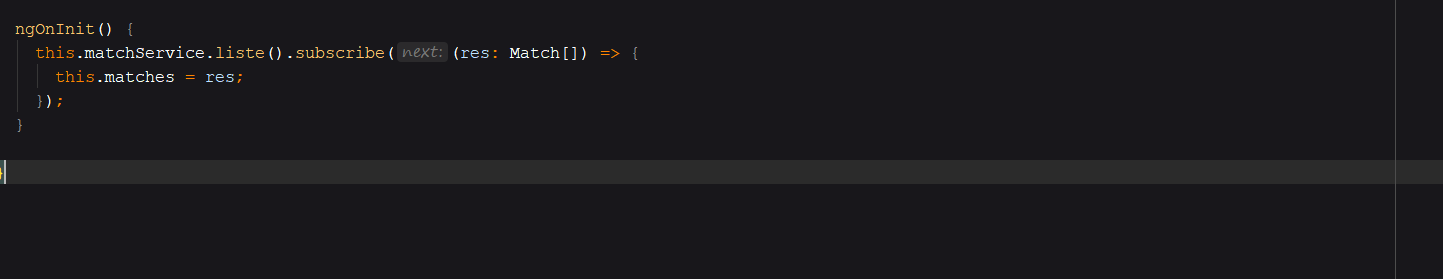 ngOnInit() {
this.matchService.liste().subscribe( next: (res: Match[]) => {
this.matches = res;
});
}
}